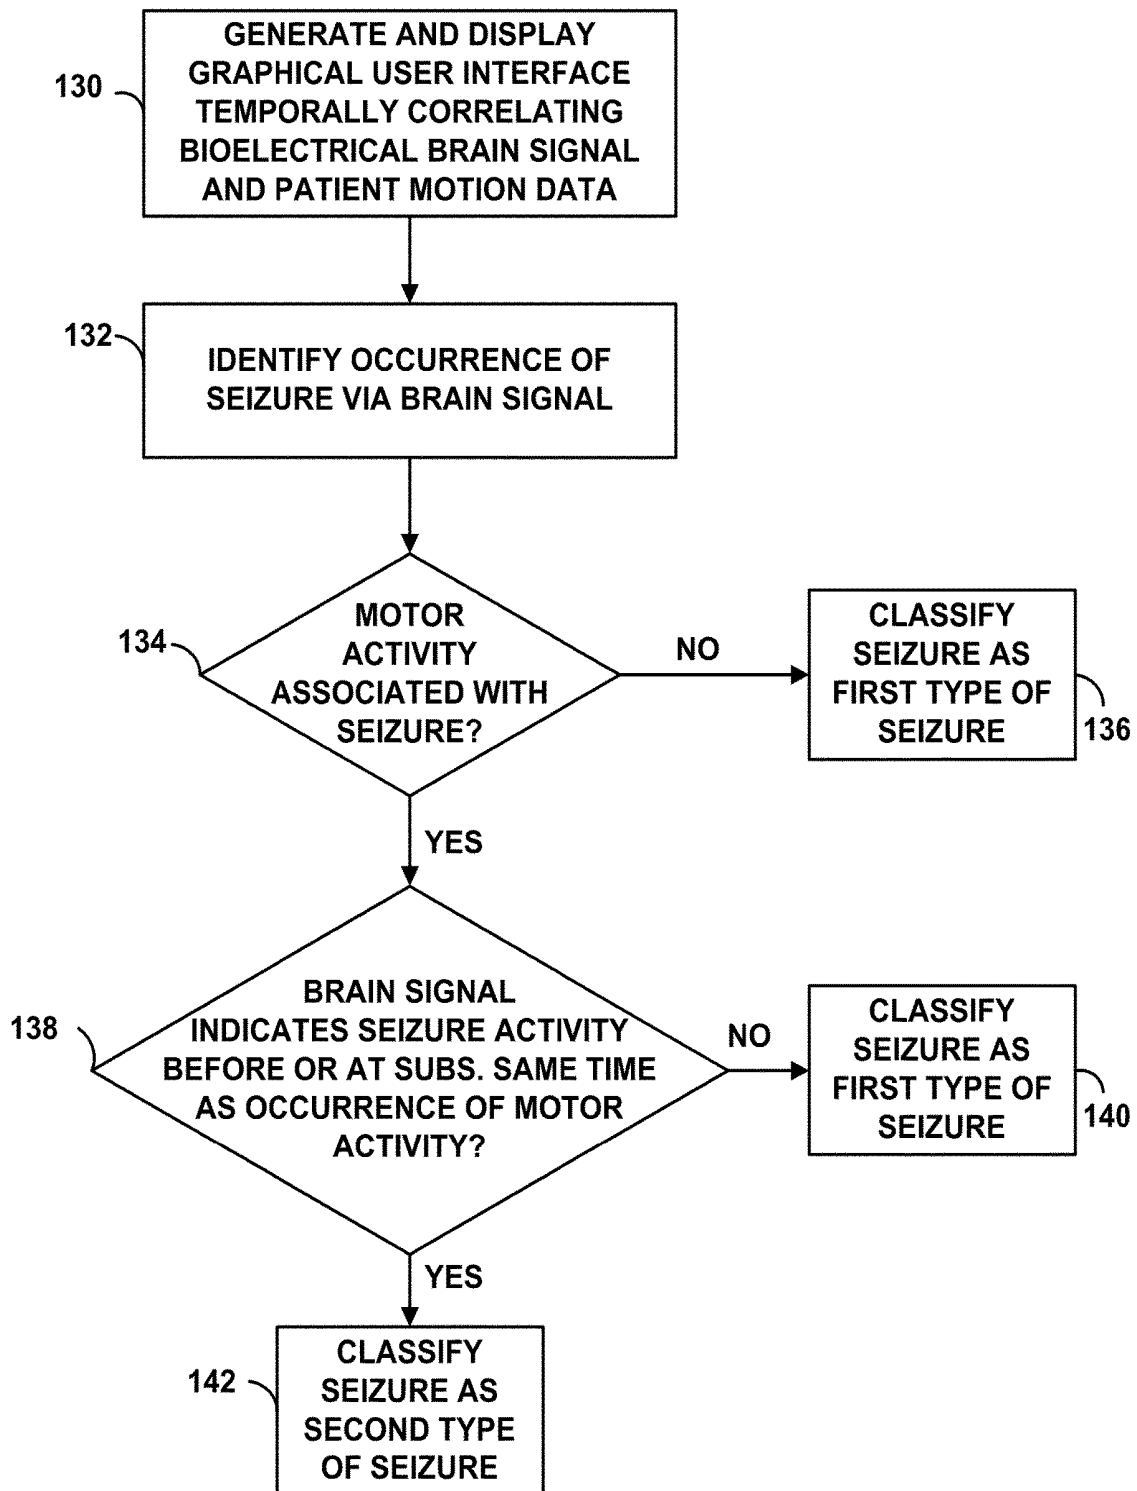 GENERATE AND DISPLAY
GRAPHICAL USER INTERFACE
TEMPORALLY CORRELATING
BIOELECTRICAL BRAIN SIGNAL
AND PATIENT MOTION DATA
130
132
IDENTIFY OCCURRENCE OF
SEIZURE VIA BRAIN SIGNAL
134
MOTOR
ACTIVITY
ASSOCIATED WITH
SEIZURE?
NO
CLASSIFY
SEIZURE AS
FIRST TYPE OF
SEIZURE
136
YES
138
BRAIN SIGNAL
INDICATES SEIZURE ACTIVITY
BEFORE OR AT SUBS. SAME TIME
AS OCCURRENCE OF MOTOR
ACTIVITY?
NO
CLASSIFY
SEIZURE AS
FIRST TYPE OF
SEIZURE
140
YES
142
CLASSIFY
SEIZURE AS
SECOND TYPE
OF SEIZURE